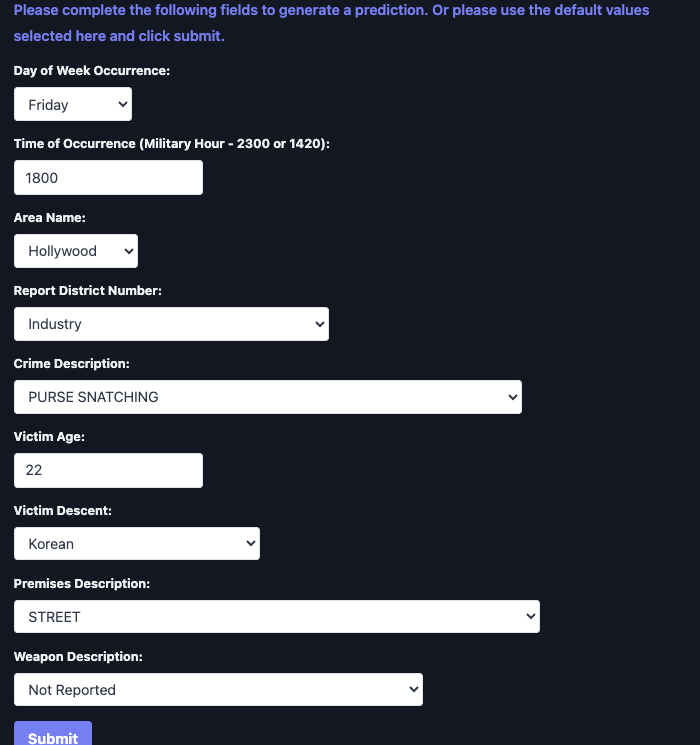 Please complete the following fields to generate a prediction. Or please use the default values
selected here and click submit.
Day of Week Occurrence:
Friday
Time of Occurrence (Military Hour - 2300 or 1420):
1800
Area Name:
Hollywood
Report District Number:
Industry
Crime Description:
PURSE SNATCHING
Victim Age:
22
Victim Descent:
Korean
Premises Description:
STREET
Weapon Description:
Not Reported
Submit